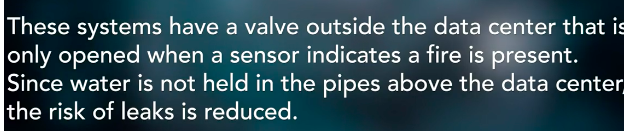 These systems have a valve outside the data center that is
only opened when a sensor indicates a fire is present.
Since water is not held in the pipes above the data center,
the risk of leaks is reduced.